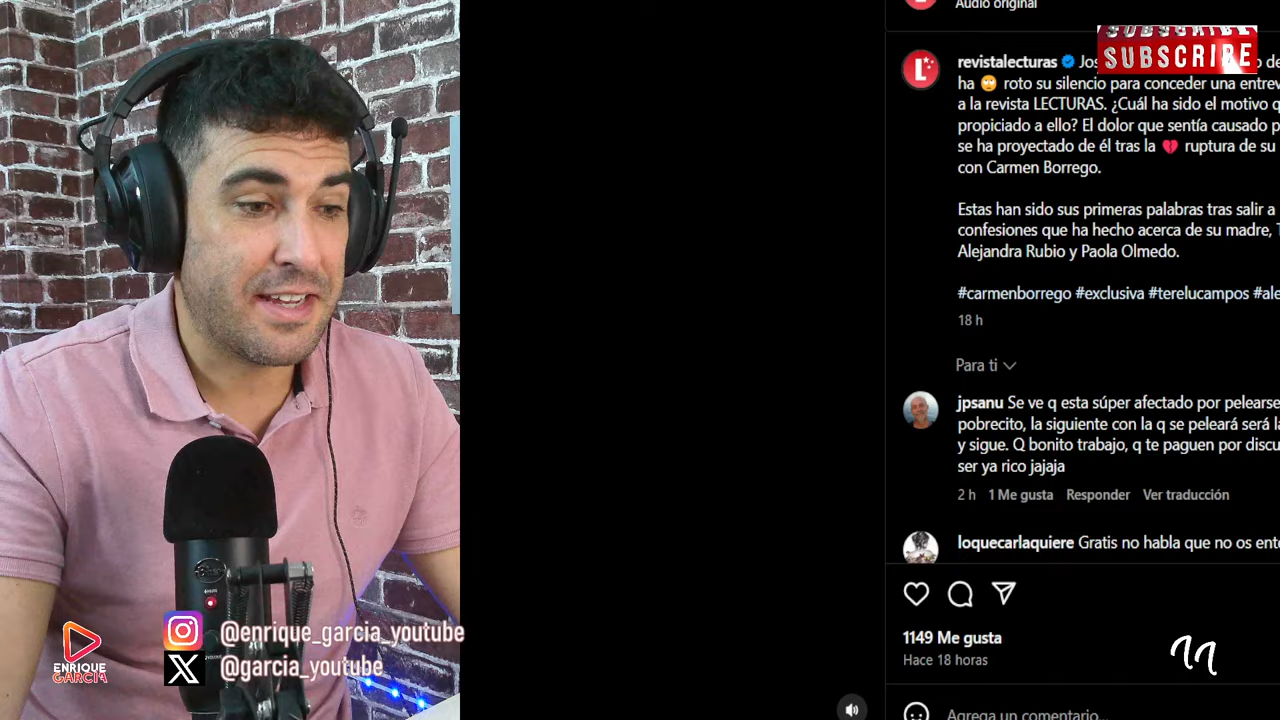 Audio original
SUBSCRIBE
SUBSCRIBE
revistalecturas Jos
ha 🙄 roto su silencio para conceder una entrev
a la revista LECTURAS. ¿Cuál ha sido el motivo q
propiciado a ello? El dolor que sentía causado p
se ha proyectado de él tras la 💔 ruptura de su
con Carmen Borrego.
Estas han sido sus primeras palabras tras salir a
confesiones que ha hecho acerca de su madre, T
Alejandra Rubio y Paola Olmedo.
#carmenborrego #exclusiva #terelucampos #ale
18 h
Para ti
jpsanu Se ve q esta súper afectado por pelearse
pobrecito, la siguiente con la q se peleará será la
y sigue. Q bonito trabajo, q te paguen por discu
ser ya rico jajaja
2 h 1 Me gusta Responder Ver traducción
loquecarlaquiere Gratis no habla que no os ente
1149 Me gusta
Hace 18 horas
Agrega un comentario...
ENRIQUE
GARCIA
@enrique_garcia_youtube
@garcia_youtube